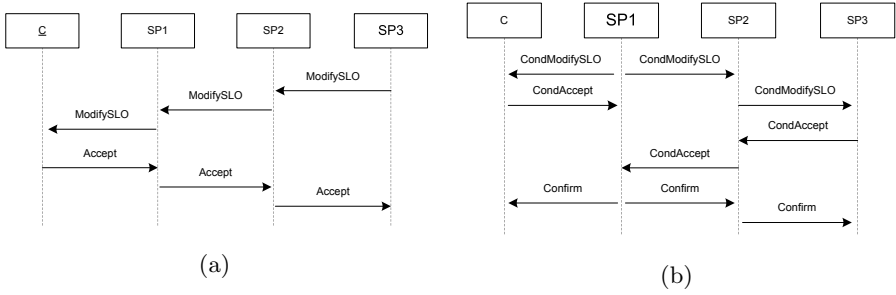 C SP1 SP2 SP3
ModifySLO
ModifySLO
ModifySLO
Accept
Accept
Accept
(a)
C SP1 SP2 SP3
CondModifySLO CondModifySLO
CondAccept CondModifySLO
CondAccept
CondAccept
Confirm Confirm
Confirm
(b)